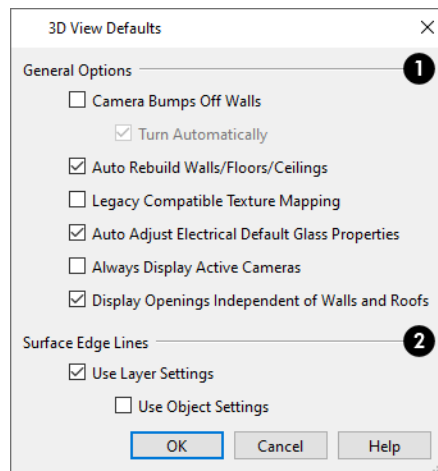 3D View Defaults
General Options
1
Camera Bumps Off Walls
Turn Automatically
Auto Rebuild Walls/Floors/Ceilings
Legacy Compatible Texture Mapping
Auto Adjust Electrical Default Glass Properties
Always Display Active Cameras
Display Openings Independent of Walls and Roofs
Surface Edge Lines
2
Use Layer Settings
Use Object Settings
OK Cancel Help